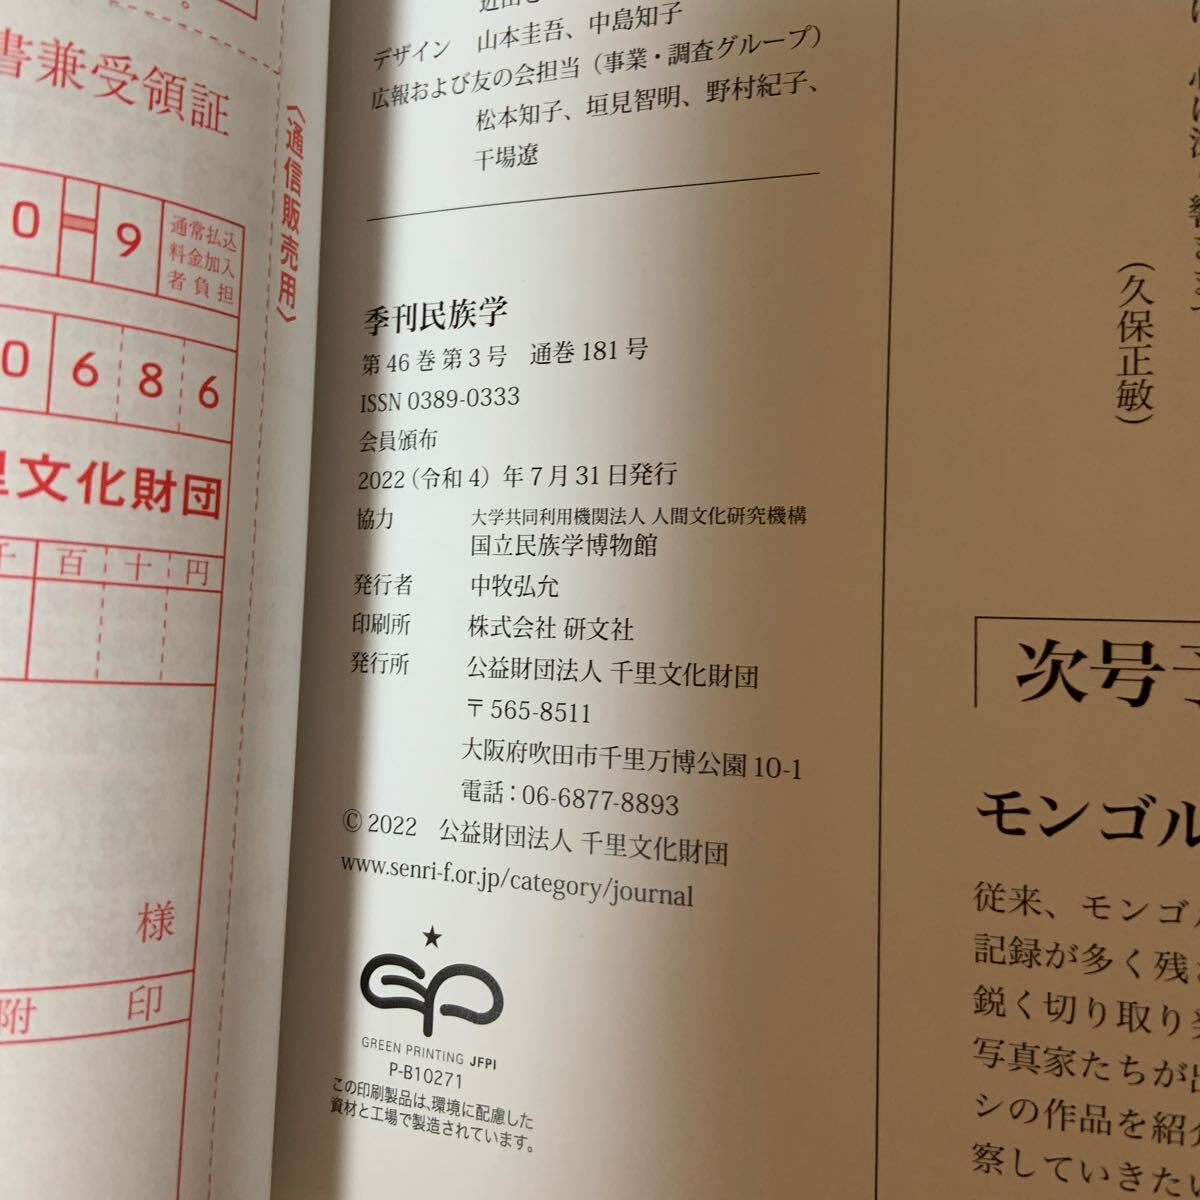 書兼受領証
〈通信販売用〉
0-9
通常払込
料金加入
者負担
0686
里文化財団
千百十円
様
附印
デザイン 山本圭吾、中島知子
広報および友の会担当（事業・調査グループ）
松本知子、垣見智明、野村紀子、
干場遼
季刊民族学
第46巻第3号 通巻181号
ISSN 0389-0333
会員頒布
2022（令和4）年7月31日発行
協力 大学共同利用機関法人 人間文化研究機構
国立民族学博物館
発行者 中牧弘允
印刷所 株式会社 研文社
発行所 公益財団法人 千里文化財団
〒565-8511
大阪府吹田市千里万博公園10-1
電話：06-6877-8893
© 2022 公益財団法人 千里文化財団
www.senri-f.or.jp/category/journal
GREEN PRINTING JFPI
P-B10271
この印刷製品は、環境に配慮した
資材と工場で製造されています。
（久保正敏）
次号
モンゴル
従来、モンゴ
記録が多く残
鋭く切り取り
写真家たちが
シの作品を紹
察していきたい